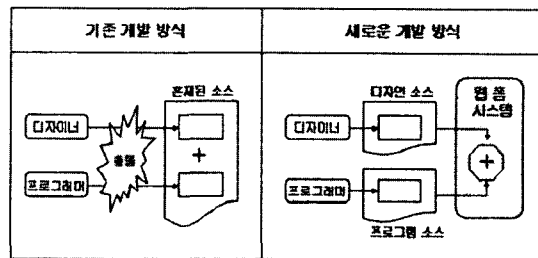 기존 개발 방식
새로운 개발 방식
혼재된 소스
디자이너
충돌
+
프로그래머
디자인 소스
웹 폼
시스템
디자이너
+
프로그래머
프로그램 소스